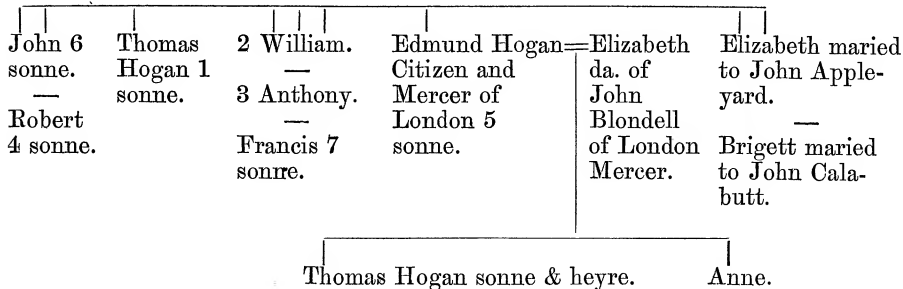 John 6
sonne.
—
Robert
4 sonne.
Thomas
Hogan 1
sonne.
2 William.
—
3 Anthony.
—
Francis 7
sonne.
Edmund Hogan=Elizabeth
Citizen and
Mercer of
London 5
sonne.
da. of
John
Blondell
of London
Mercer.
Elizabeth maried
to John Apple-
yard.
—
Brigett maried
to John Cala-
butt.
Thomas Hogan sonne & heyre.
Anne.